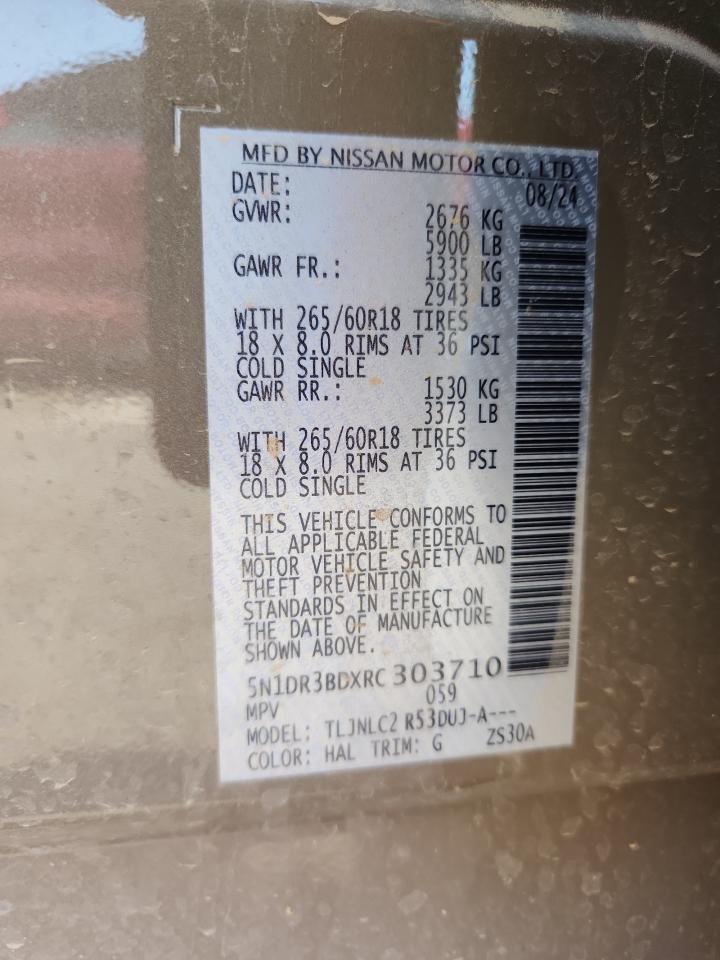 MFD BY NISSAN MOTOR CO., LTD.
DATE: 08/24
GVWR: 2676 KG
5900 LB
GAWR FR.: 1335 KG
2943 LB
WITH 265/60R18 TIRES
18 X 8.0 RIMS AT 36 PSI
COLD SINGLE
GAWR RR.: 1530 KG
3373 LB
WITH 265/60R18 TIRES
18 X 8.0 RIMS AT 36 PSI
COLD SINGLE
THIS VEHICLE CONFORMS TO
ALL APPLICABLE FEDERAL
MOTOR VEHICLE SAFETY AND
THEFT PREVENTION
STANDARDS IN EFFECT ON
THE DATE OF MANUFACTURE
SHOWN ABOVE.
5N1DR3BDXRC303710
MPV 059
MODEL: TLJNLC2 R53DUJ-A---
COLOR: HAL TRIM: G ZS30A